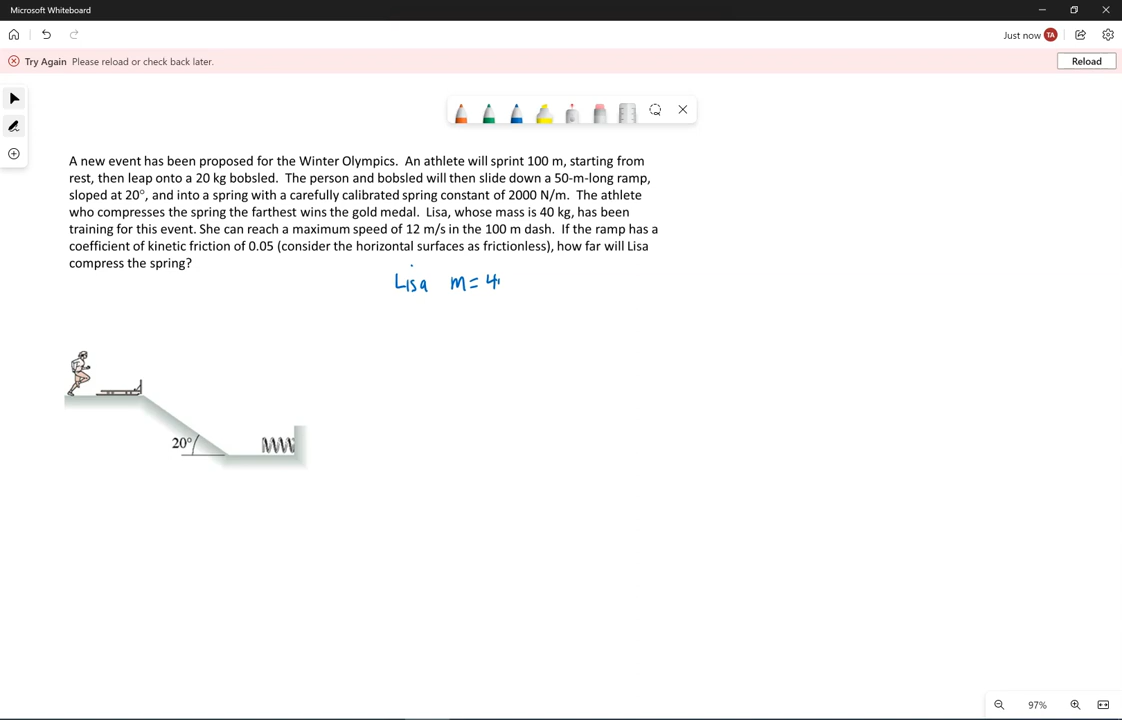 Microsoft Whiteboard
Just now TA
Try Again Please reload or check back later. Reload
A new event has been proposed for the Winter Olympics. An athlete will sprint 100 m, starting from
rest, then leap onto a 20 kg bobsled. The person and bobsled will then slide down a 50-m-long ramp,
sloped at 20°, and into a spring with a carefully calibrated spring constant of 2000 N/m. The athlete
who compresses the spring the farthest wins the gold medal. Lisa, whose mass is 40 kg, has been
training for this event. She can reach a maximum speed of 12 m/s in the 100 m dash. If the ramp has a
coefficient of kinetic friction of 0.05 (consider the horizontal surfaces as frictionless), how far will Lisa
compress the spring?
Lisa m = 4
20°
97%